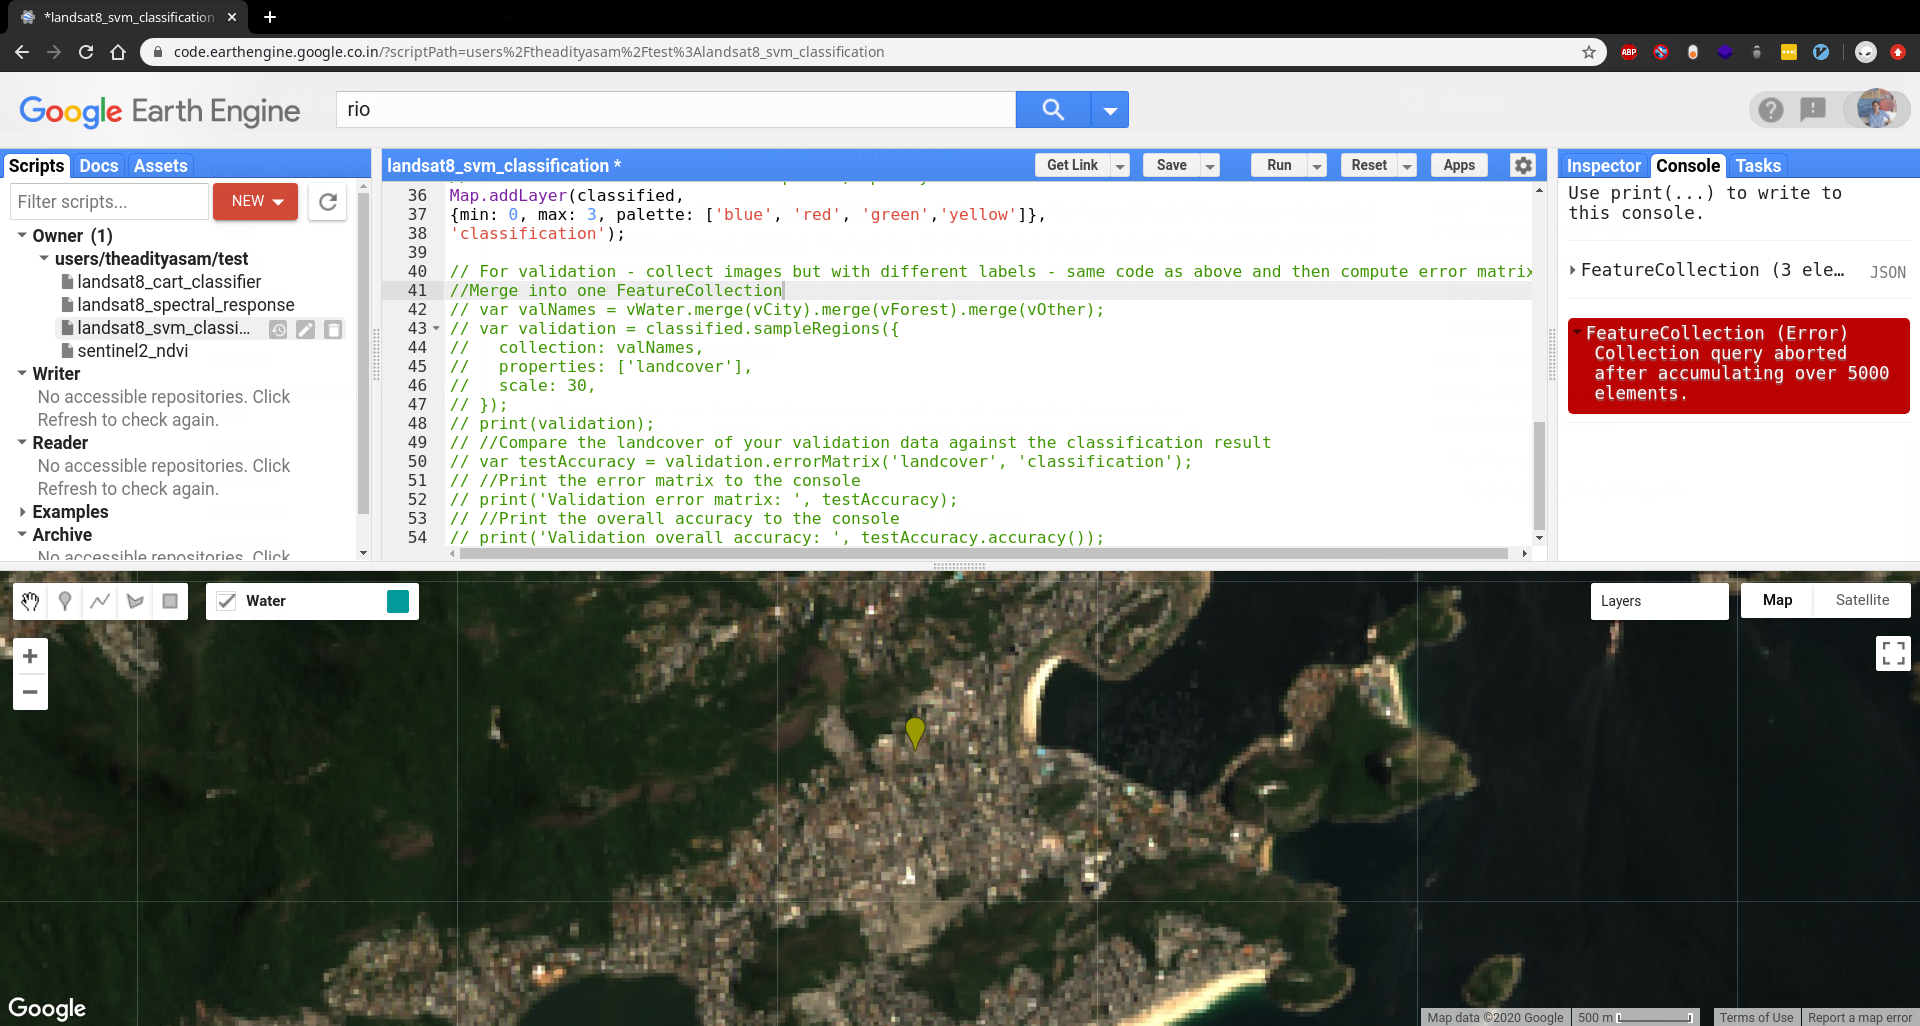 *landsat8_svm_classification
code.earthengine.google.co.in/?scriptPath=users%2Ftheadityasam%2Ftest%3Alandsat8_svm_classification
ABP
Google Earth Engine
rio
Scripts Docs Assets
Filter scripts...
NEW
Owner (1)
users/theadityasam/test
landsat8_cart_classifier
landsat8_spectral_response
landsat8_svm_classi...
sentinel2_ndvi
Writer
No accessible repositories. Click
Refresh to check again.
Reader
No accessible repositories. Click
Refresh to check again.
Examples
Archive
No accessible repositories. Click
landsat8_svm_classification *
Get Link Save Run Reset Apps
36 Map.addLayer(classified,
37 {min: 0, max: 3, palette: ['blue', 'red', 'green','yellow']},
38 'classification');
39
40 // For validation - collect images but with different labels - same code as above and then compute error matrix
41 //Merge into one FeatureCollection
42 // var valNames = vWater.merge(vCity).merge(vForest).merge(vOther);
43 // var validation = classified.sampleRegions({
44 //   collection: valNames,
45 //   properties: ['landcover'],
46 //   scale: 30,
47 // });
48 // print(validation);
49 // //Compare the landcover of your validation data against the classification result
50 // var testAccuracy = validation.errorMatrix('landcover', 'classification');
51 // //Print the error matrix to the console
52 // print('Validation error matrix: ', testAccuracy);
53 // //Print the overall accuracy to the console
54 // print('Validation overall accuracy: ', testAccuracy.accuracy());
Inspector Console Tasks
Use print(...) to write to
this console.
FeatureCollection (3 ele… JSON
FeatureCollection (Error)
Collection query aborted
after accumulating over 5000
elements.
Water
Layers
Map Satellite
Google
Map data ©2020 Google 500 m Terms of Use Report a map error